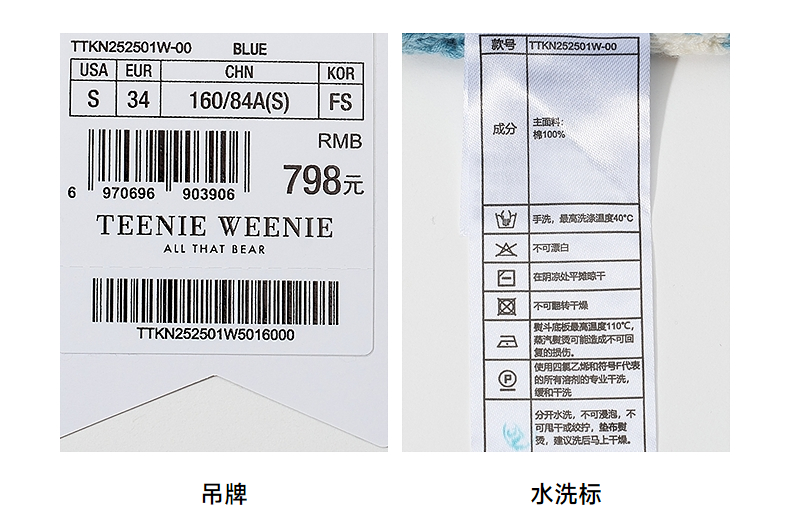 TTKN252501W-00 BLUE
USA EUR CHN KOR
S 34 160/84A(S) FS
RMB
798元
6 970696 903906
TEENIE WEENIE
ALL THAT BEAR
TTKN252501W5016000
吊牌
款号 TTKN252501W-00
成分
主面料:
棉100%
手洗，最高洗涤温度40°C
不可漂白
在阴凉处平摊晾干
不可翻转干燥
熨斗底板最高温度110°C,
蒸汽熨烫可能造成不可回
复的损伤。
P
使用四氯乙烯和符号F代表
的所有溶剂的专业干洗,
缓和干洗
分开水洗，不可浸泡，不
可甩干或绞拧，垫布熨
烫，建议洗后马上干燥。
水洗标